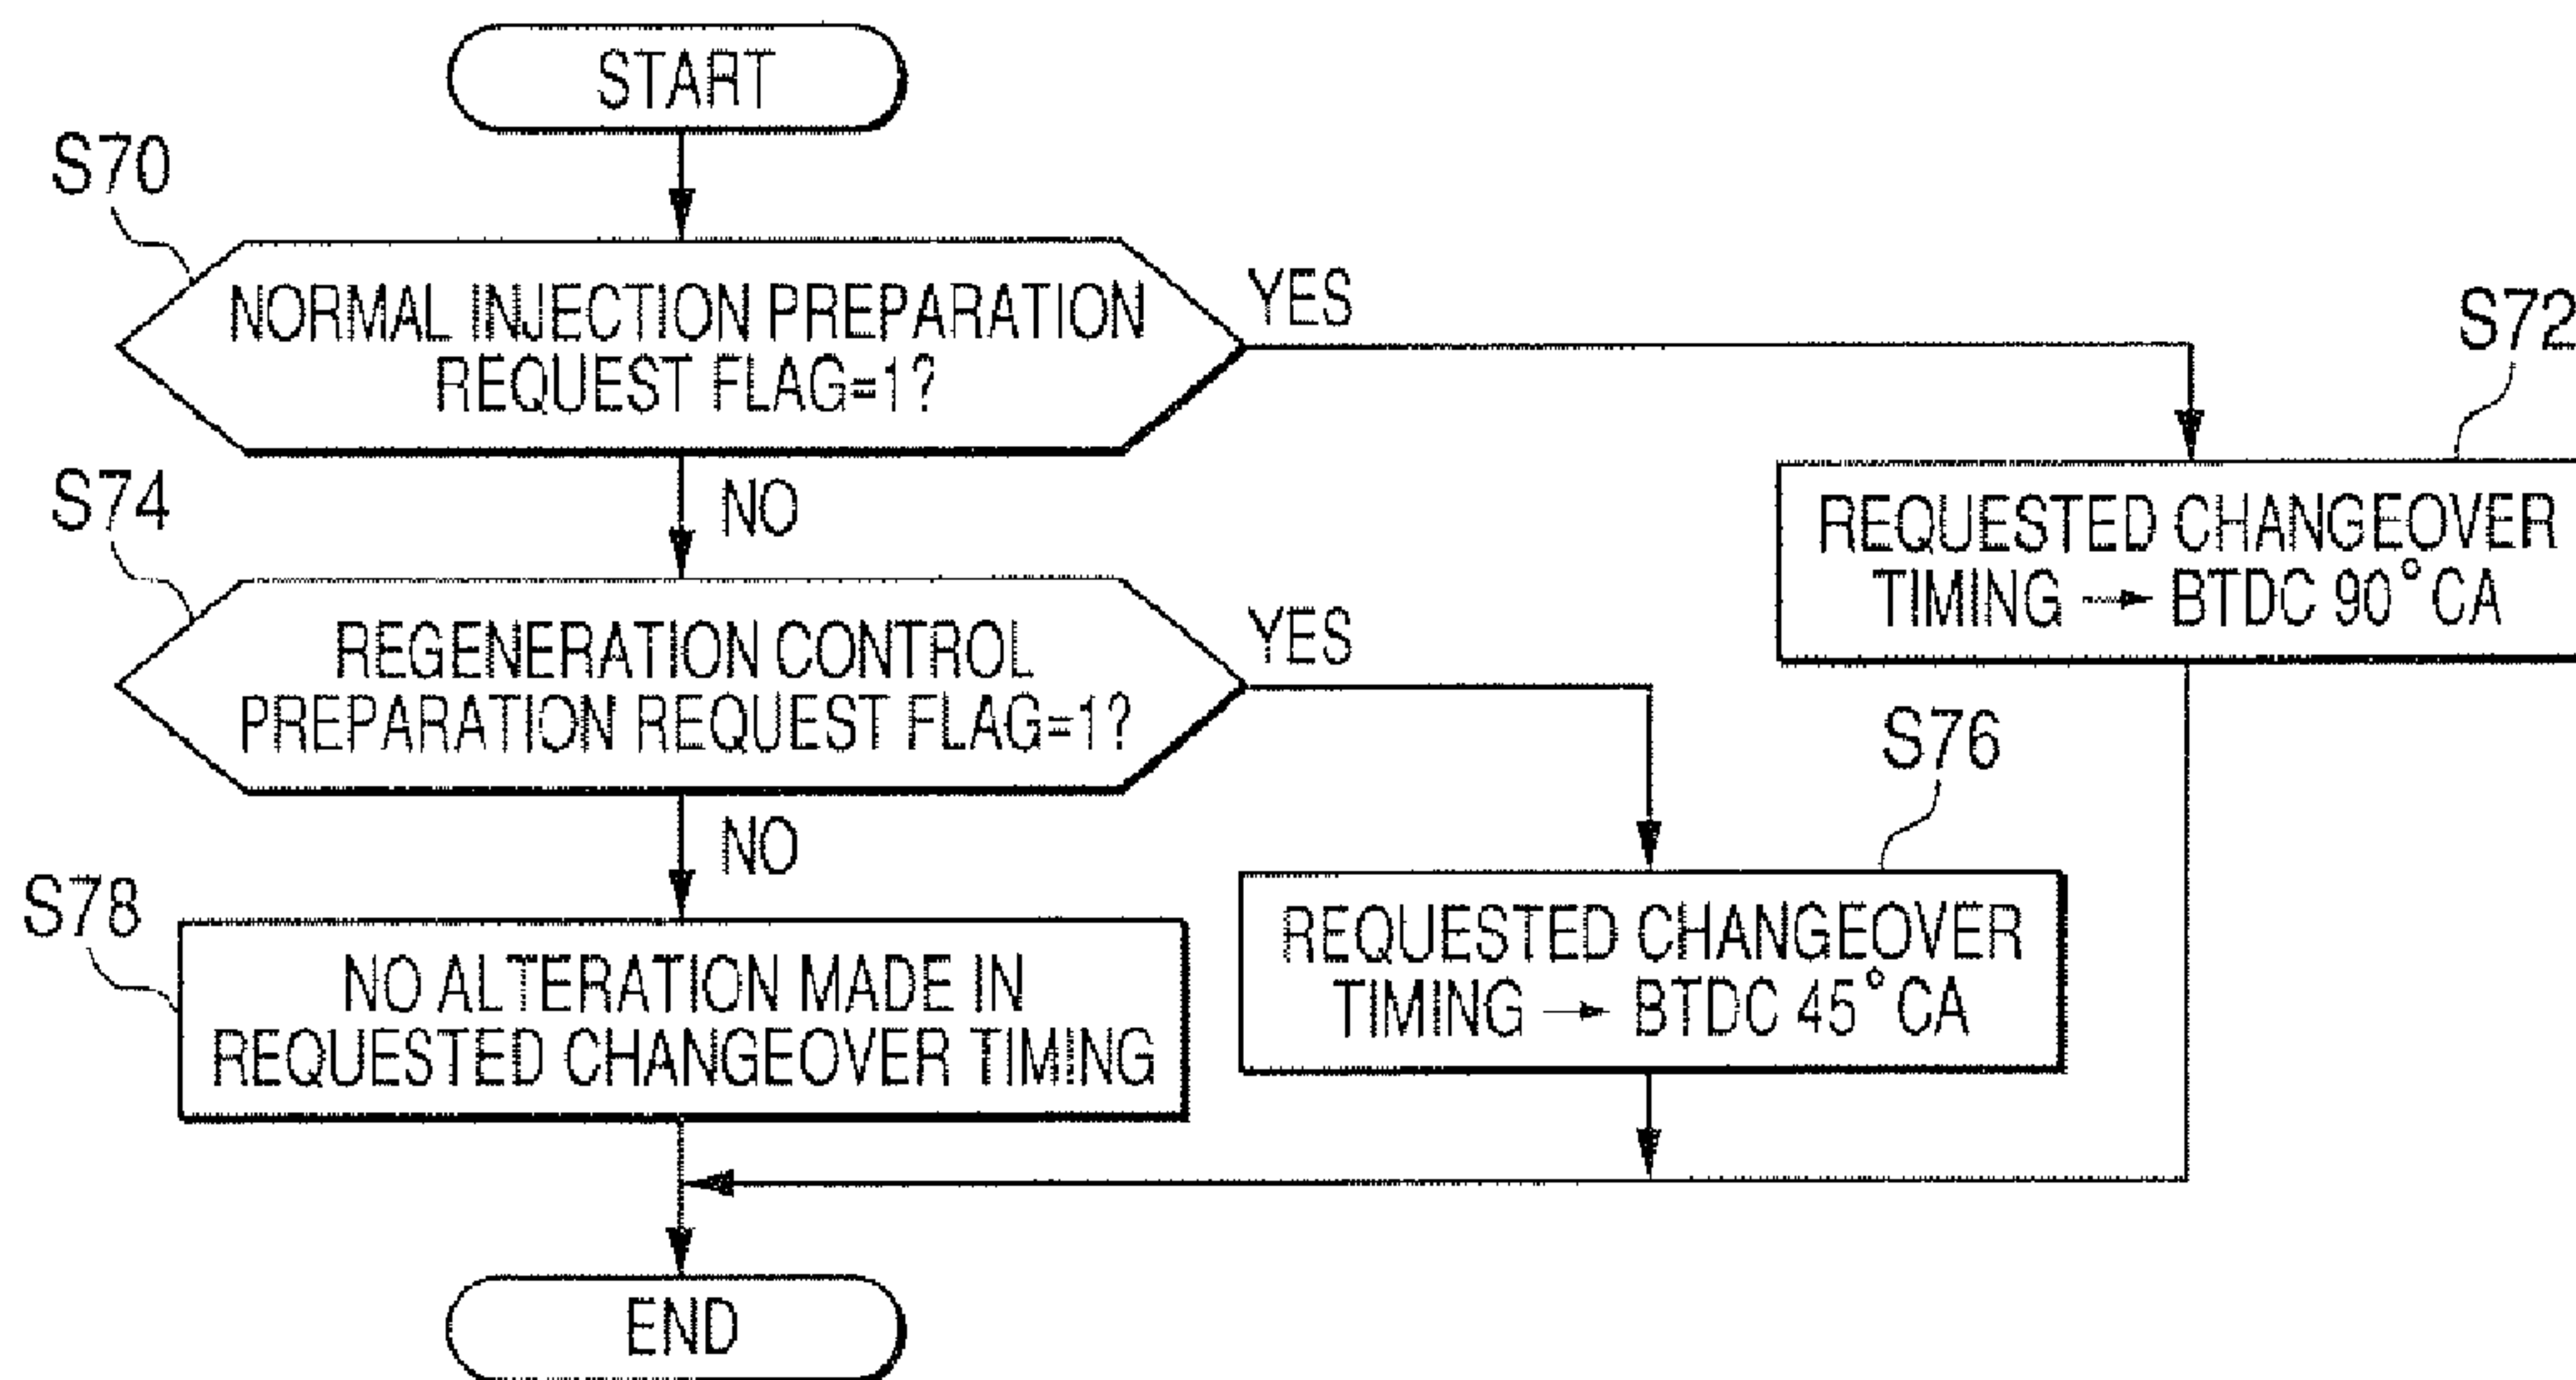 START
S70
NORMAL INJECTION PREPARATION
REQUEST FLAG=1?
YES
S72
REQUESTED CHANGEOVER
TIMING → BTDC 90°CA
NO
S74
REGENERATION CONTROL
PREPARATION REQUEST FLAG=1?
YES
S76
REQUESTED CHANGEOVER
TIMING → BTDC 45°CA
NO
S78
NO ALTERATION MADE IN
REQUESTED CHANGEOVER TIMING
END